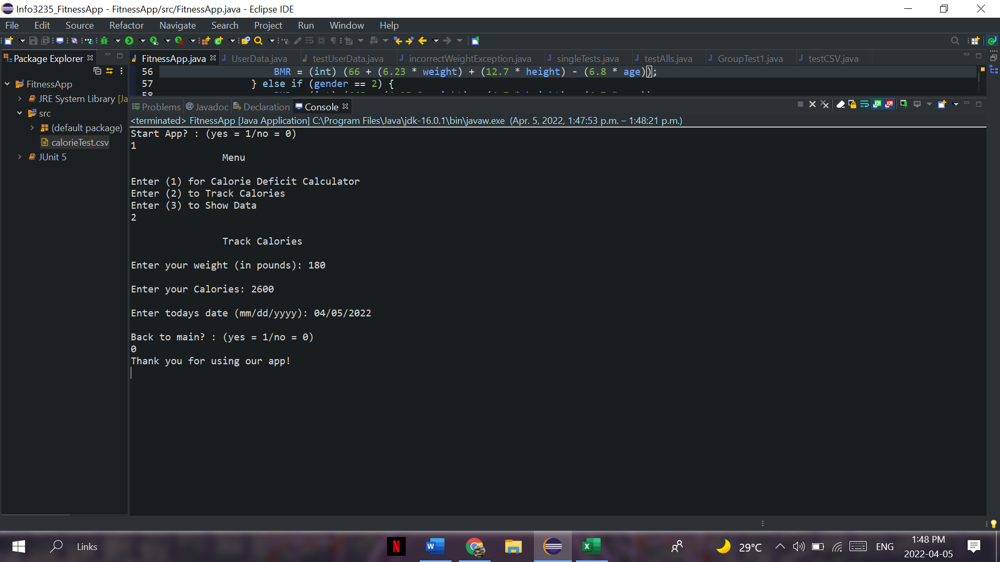 Info3235_FitnessApp - FitnessApp/src/FitnessApp.java - Eclipse IDE
File Edit Source Refactor Navigate Search Project Run Window Help
Package Explorer
FitnessApp
JRE System Library [Ja
src
(default package)
calorieTest.csv
JUnit 5
FitnessApp.java UserData.java testUserData.java incorrectWeightException.java singleTests.java testAlls.java GroupTest1.java testCSV.java
56 BMR = (int) (66 + (6.23 * weight) + (12.7 * height) - (6.8 * age));
57 } else if (gender == 2) {
58
Problems @ Javadoc Declaration Console
<terminated> FitnessApp [Java Application] C:\Program Files\Java\jdk-16.0.1\bin\javaw.exe (Apr. 5, 2022, 1:47:53 p.m. – 1:48:21 p.m.)
Start App? : (yes = 1/no = 0)
1
Menu
Enter (1) for Calorie Deficit Calculator
Enter (2) to Track Calories
Enter (3) to Show Data
2
Track Calories
Enter your weight (in pounds): 180
Enter your Calories: 2600
Enter todays date (mm/dd/yyyy): 04/05/2022
Back to main? : (yes = 1/no = 0)
0
Thank you for using our app!
Links
N
W
X
29°C
ENG
1:48 PM
2022-04-05